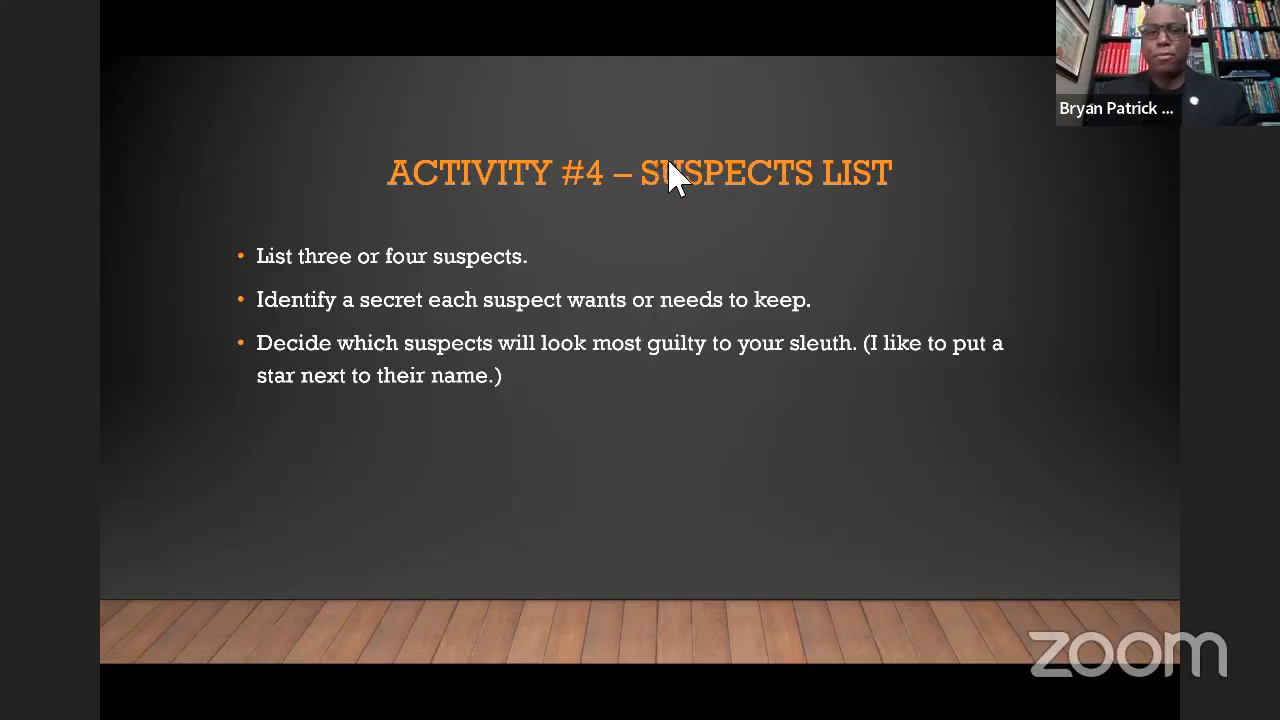 Bryan Patrick ...
ACTIVITY #4 – SUSPECTS LIST
• List three or four suspects.
• Identify a secret each suspect wants or needs to keep.
• Decide which suspects will look most guilty to your sleuth. (I like to put a
star next to their name.)
zoom